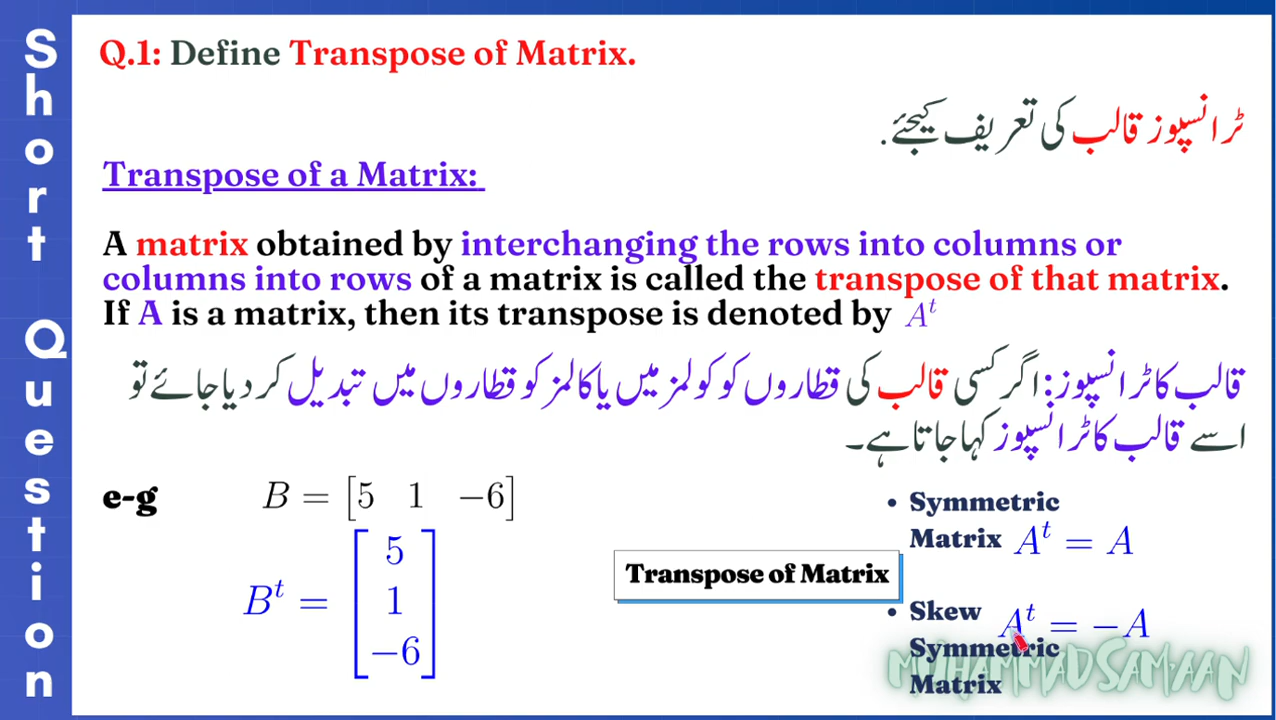 Short Question
Q.1: Define Transpose of Matrix.
ٹرانسپوز قالب کی تعریف کیجئے.
Transpose of a Matrix:
A matrix obtained by interchanging the rows into columns or
columns into rows of a matrix is called the transpose of that matrix.
If A is a matrix, then its transpose is denoted by Aᵗ
قالب کا ٹرانسپوز: اگر کسی قالب کی قطاروں کو کولمز میں یا کالمز کو قطاروں میں تبدیل کر دیا جائے تو
اسے قالب کا ٹرانسپوز کہا جاتا ہے۔
e-g B = [5 1 −6]
Bᵗ = [5
1
−6]
Transpose of Matrix
• Symmetric
Matrix Aᵗ = A
• Skew Aᵗ = −A
Symmetric
Matrix
MUHAMMAD SAMAAN